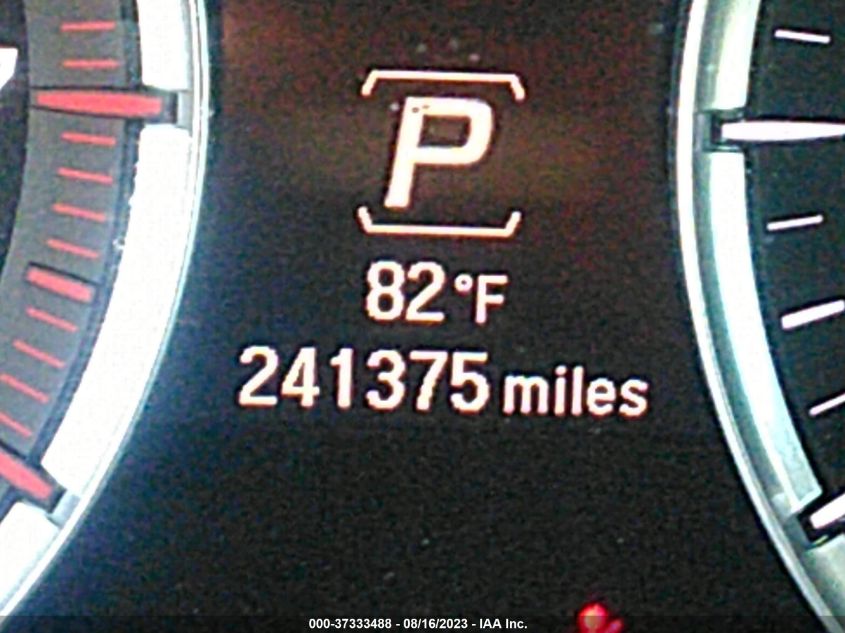 P
82°F
241375 miles
000-37333488 - 08/16/2023 - IAA Inc.